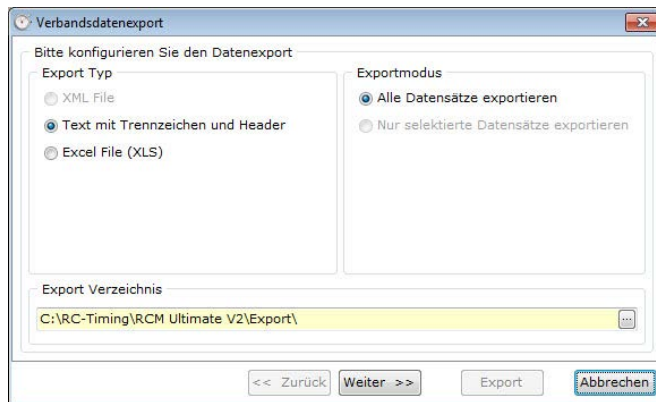 Verbandsdatenexport
Bitte konfigurieren Sie den Datenexport
Export Typ
XML File
Text mit Trennzeichen und Header
Excel File (XLS)
Exportmodus
Alle Datensätze exportieren
Nur selektierte Datensätze exportieren
Export Verzeichnis
C:\RC-Timing\RCM Ultimate V2\Export\
...
<< Zurück Weiter >> Export Abbrechen